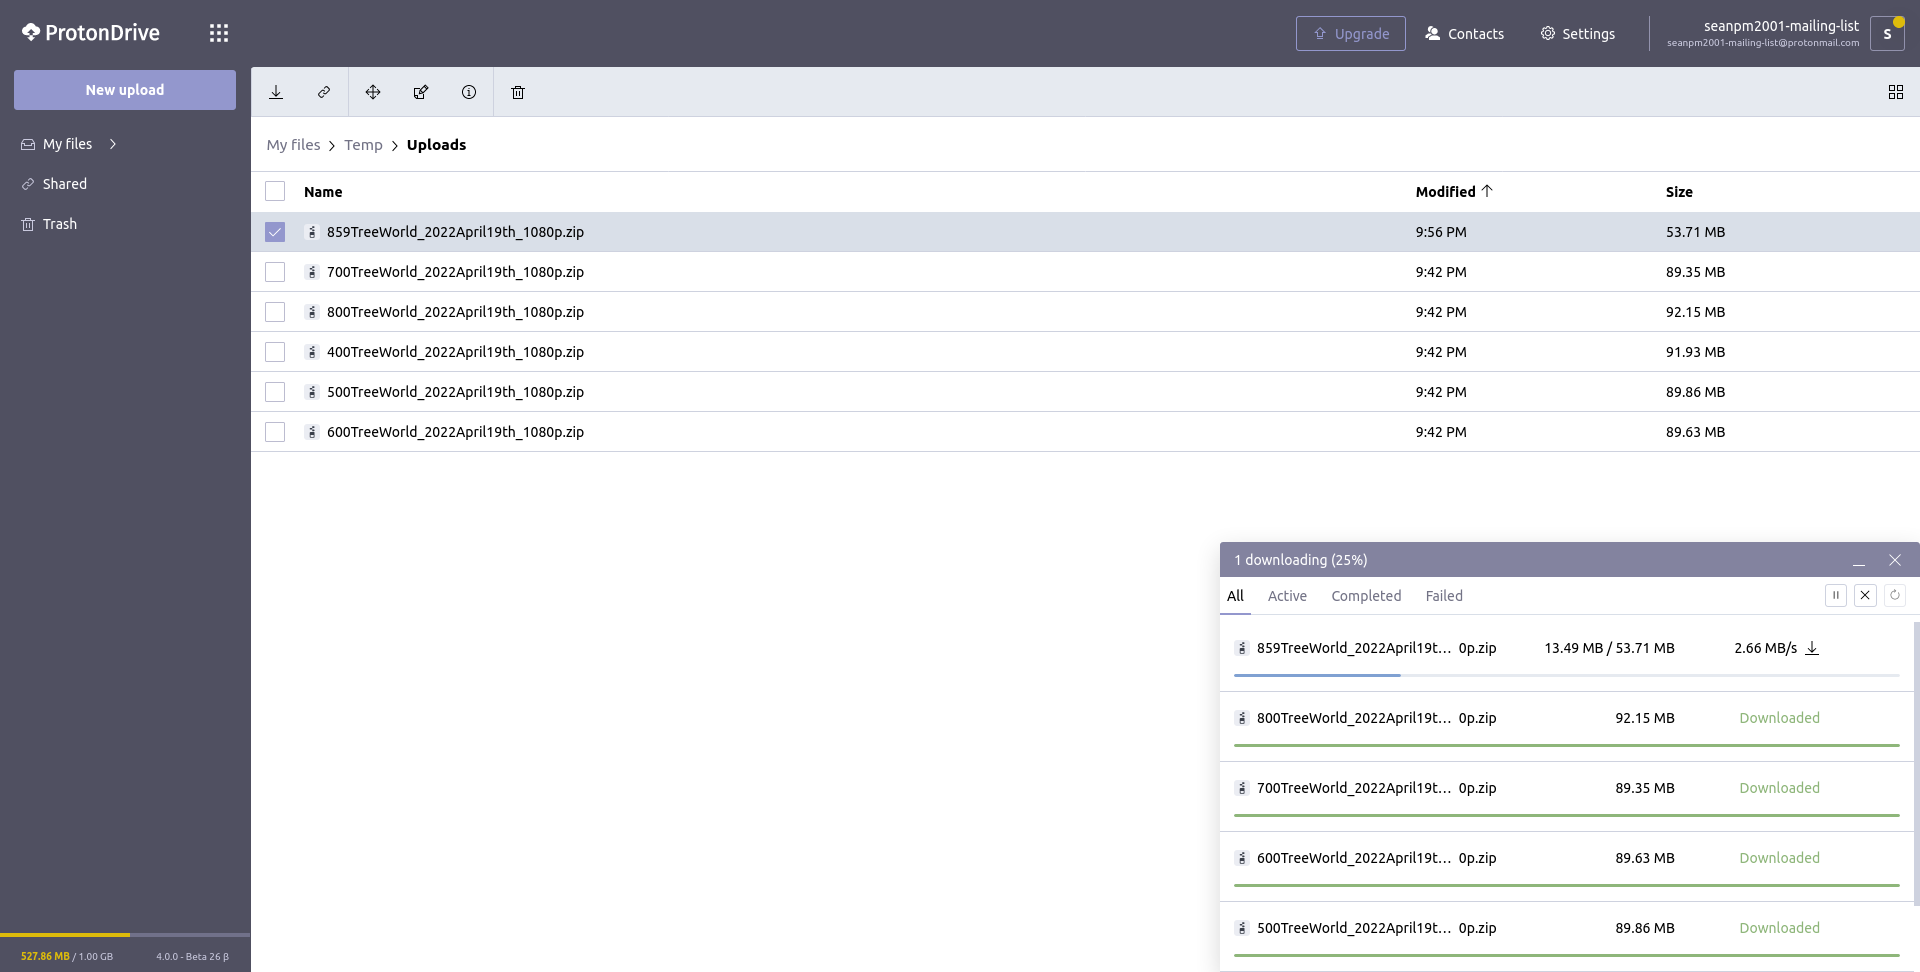 ProtonDrive
Upgrade
Contacts
Settings
seanpm2001-mailing-list
seanpm2001-mailing-list@protonmail.com
S
New upload
My files
Shared
Trash
My files > Temp > Uploads
Name Modified Size
859TreeWorld_2022April19th_1080p.zip 9:56 PM 53.71 MB
700TreeWorld_2022April19th_1080p.zip 9:42 PM 89.35 MB
800TreeWorld_2022April19th_1080p.zip 9:42 PM 92.15 MB
400TreeWorld_2022April19th_1080p.zip 9:42 PM 91.93 MB
500TreeWorld_2022April19th_1080p.zip 9:42 PM 89.86 MB
600TreeWorld_2022April19th_1080p.zip 9:42 PM 89.63 MB
1 downloading (25%)
All Active Completed Failed
859TreeWorld_2022April19t... 0p.zip 13.49 MB / 53.71 MB 2.66 MB/s
800TreeWorld_2022April19t... 0p.zip 92.15 MB Downloaded
700TreeWorld_2022April19t... 0p.zip 89.35 MB Downloaded
600TreeWorld_2022April19t... 0p.zip 89.63 MB Downloaded
500TreeWorld_2022April19t... 0p.zip 89.86 MB Downloaded
527.86 MB / 1.00 GB 4.0.0 - Beta 26 β